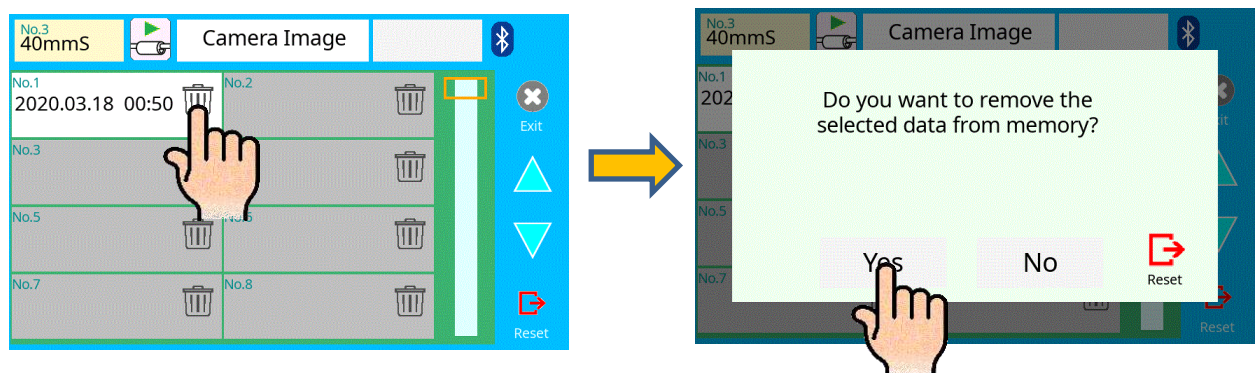 No.3
40mmS
Camera Image
No.1
2020.03.18 00:50
No.2
Exit
No.3
No.5
No.6
No.7
No.8
Reset
No.3
40mmS
Camera Image
No.1
202
Do you want to remove the
selected data from memory?
No.3
No.5
Yes
No
Reset
No.7
Reset